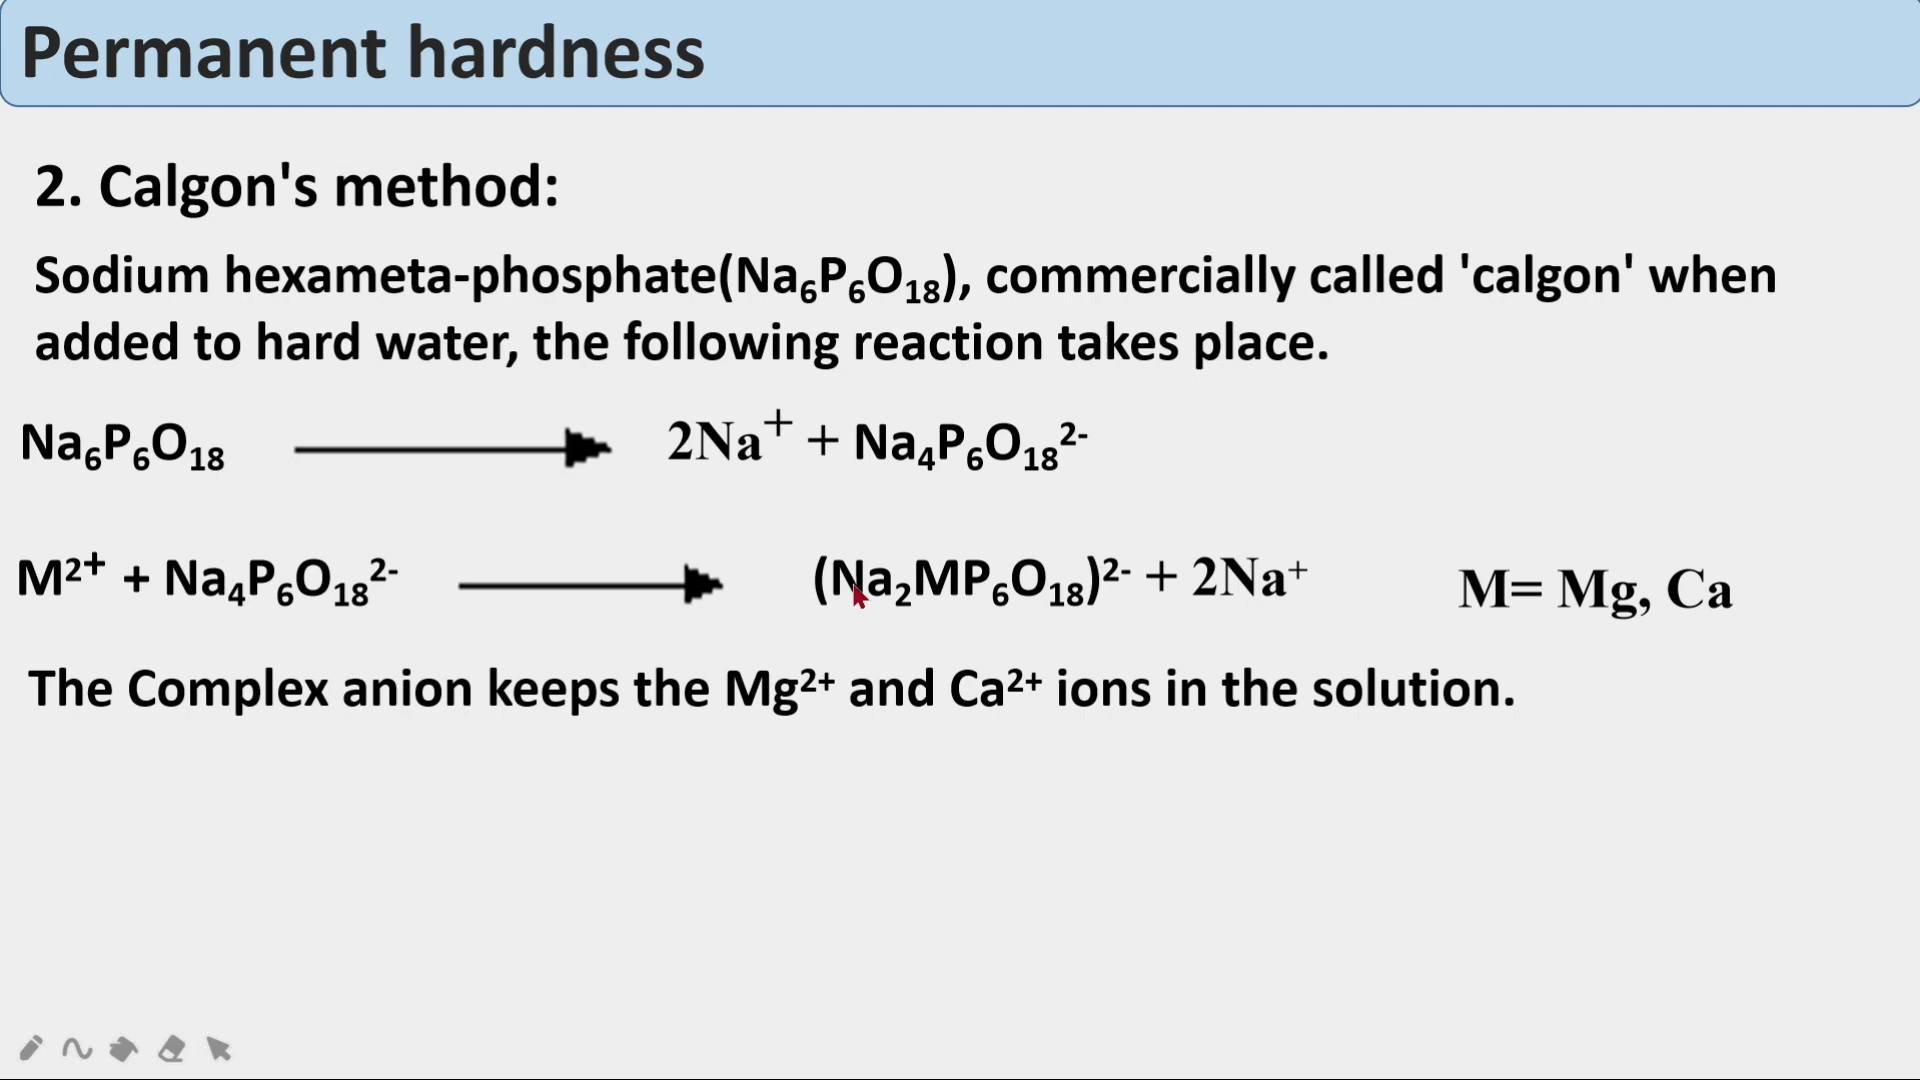 Permanent hardness
2. Calgon's method:
Sodium hexameta-phosphate(Na₆P₆O₁₈), commercially called 'calgon' when
added to hard water, the following reaction takes place.
Na₆P₆O₁₈ ⟶ 2Na⁺ + Na₄P₆O₁₈²⁻
M²⁺ + Na₄P₆O₁₈²⁻ ⟶ (Na₂MP₆O₁₈)²⁻ + 2Na⁺ M= Mg, Ca
The Complex anion keeps the Mg²⁺ and Ca²⁺ ions in the solution.